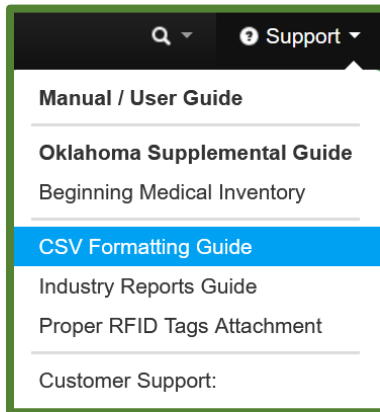 Support
Manual / User Guide
Oklahoma Supplemental Guide
Beginning Medical Inventory
CSV Formatting Guide
Industry Reports Guide
Proper RFID Tags Attachment
Customer Support: